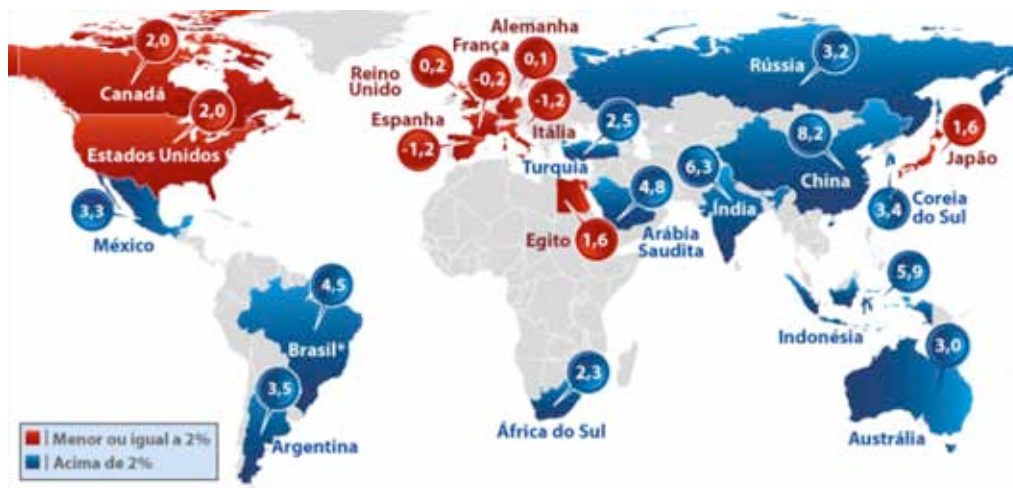 Alemanha
2,0
França
0,1
3,2
Reino
Unido
0,2
-0,2
Rússia
Canadá
2,0
Espanha
-1,2
Itália
2,5
8,2
1,6
Japão
Estados Unidos
-1,2
Turquia
6,3
China
3,3
México
4,8
Índia
3,4
Coreia
do Sul
Egito
1,6
Arábia
Saudita
4,5
5,9
Indonésia
Brasil*
3,0
3,5
2,3
Argentina
África do Sul
Austrália
Menor ou igual a 2%
Acima de 2%